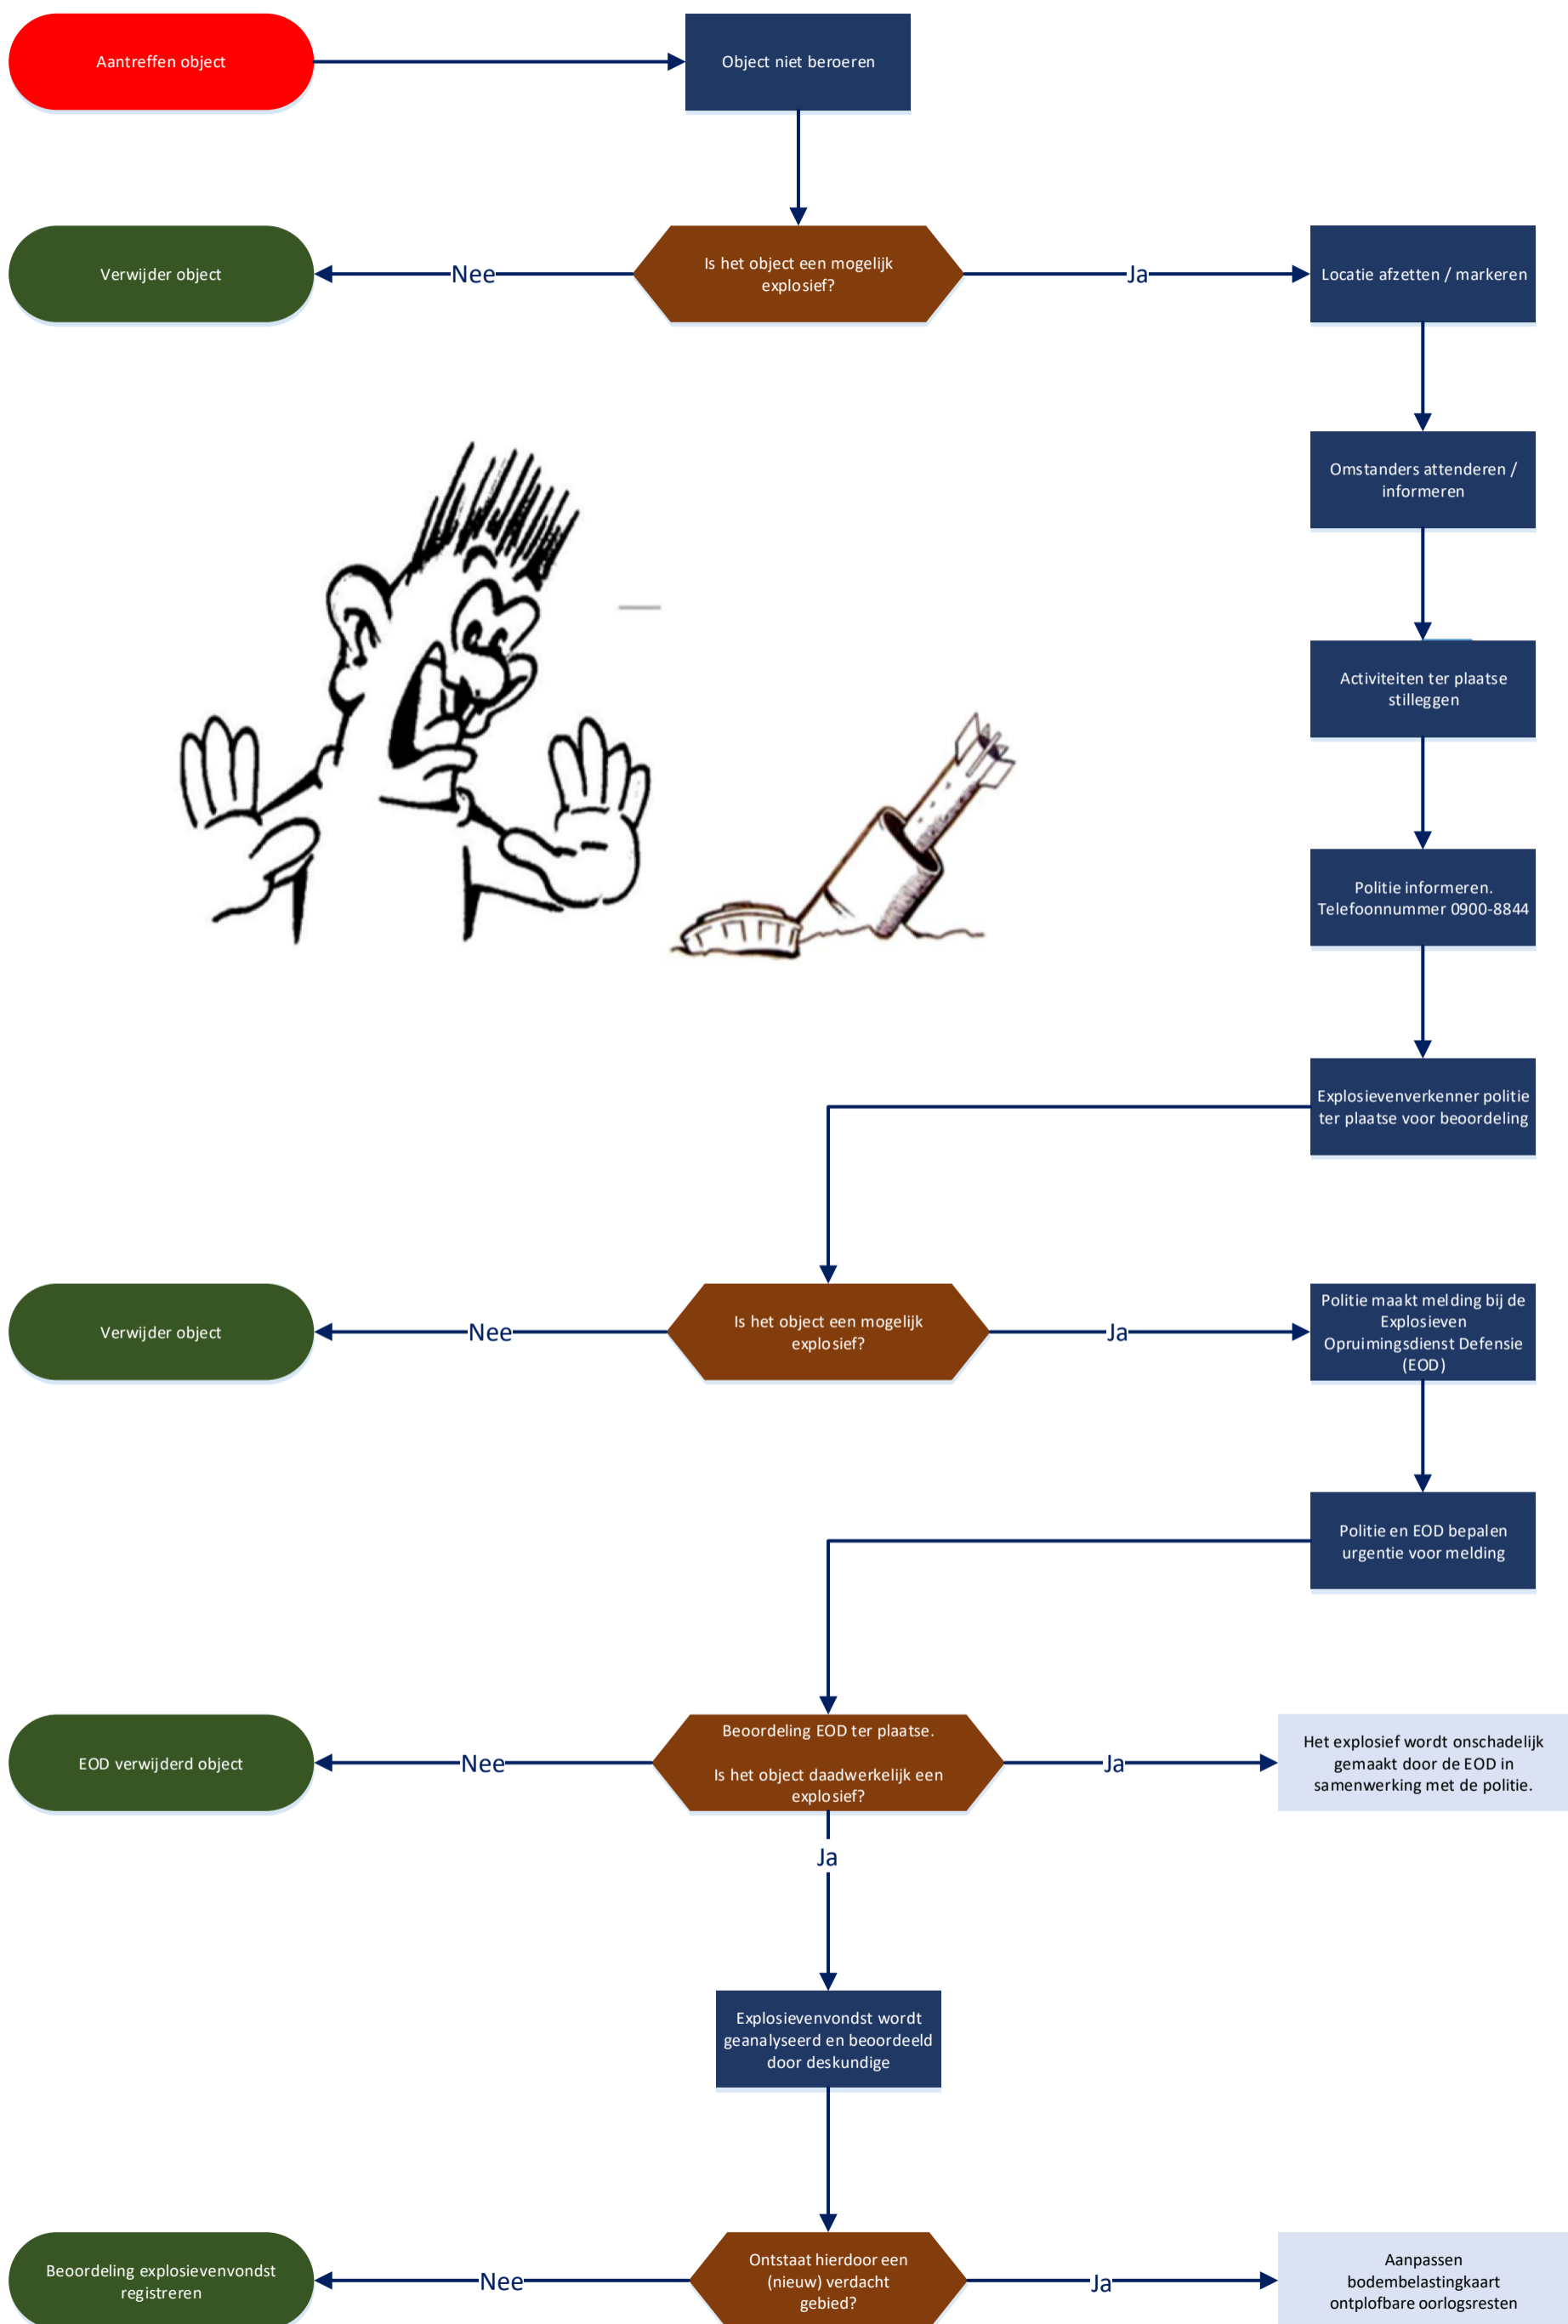 Aantreffen object
Object niet beroeren
Verwijder object
Nee
Is het object een mogelijk
explosief?
Ja
Locatie afzetten / markeren
Omstanders attenderen /
informeren
Activiteiten ter plaatse
stilleggen
Politie informeren.
Telefoonnummer 0900-8844
Explosievenverkenner politie
ter plaatse voor beoordeling
Verwijder object
Nee
Is het object een mogelijk
explosief?
Ja
Politie maakt melding bij de
Explosieven
Opruimingsdienst Defensie
(EOD)
Politie en EOD bepalen
urgentie voor melding
EOD verwijderd object
Nee
Beoordeling EOD ter plaatse.
Is het object daadwerkelijk een
explosief?
Ja
Het explosief wordt onschadelijk
gemaakt door de EOD in
samenwerking met de politie.
Ja
Explosievenvondst wordt
geanalyseerd en beoordeeld
door deskundige
Beoordeling explosievenvondst
registreren
Nee
Ontstaat hierdoor een
(nieuw) verdacht
gebied?
Ja
Aanpassen
bodembelastingkaart
ontplofbare oorlogsresten